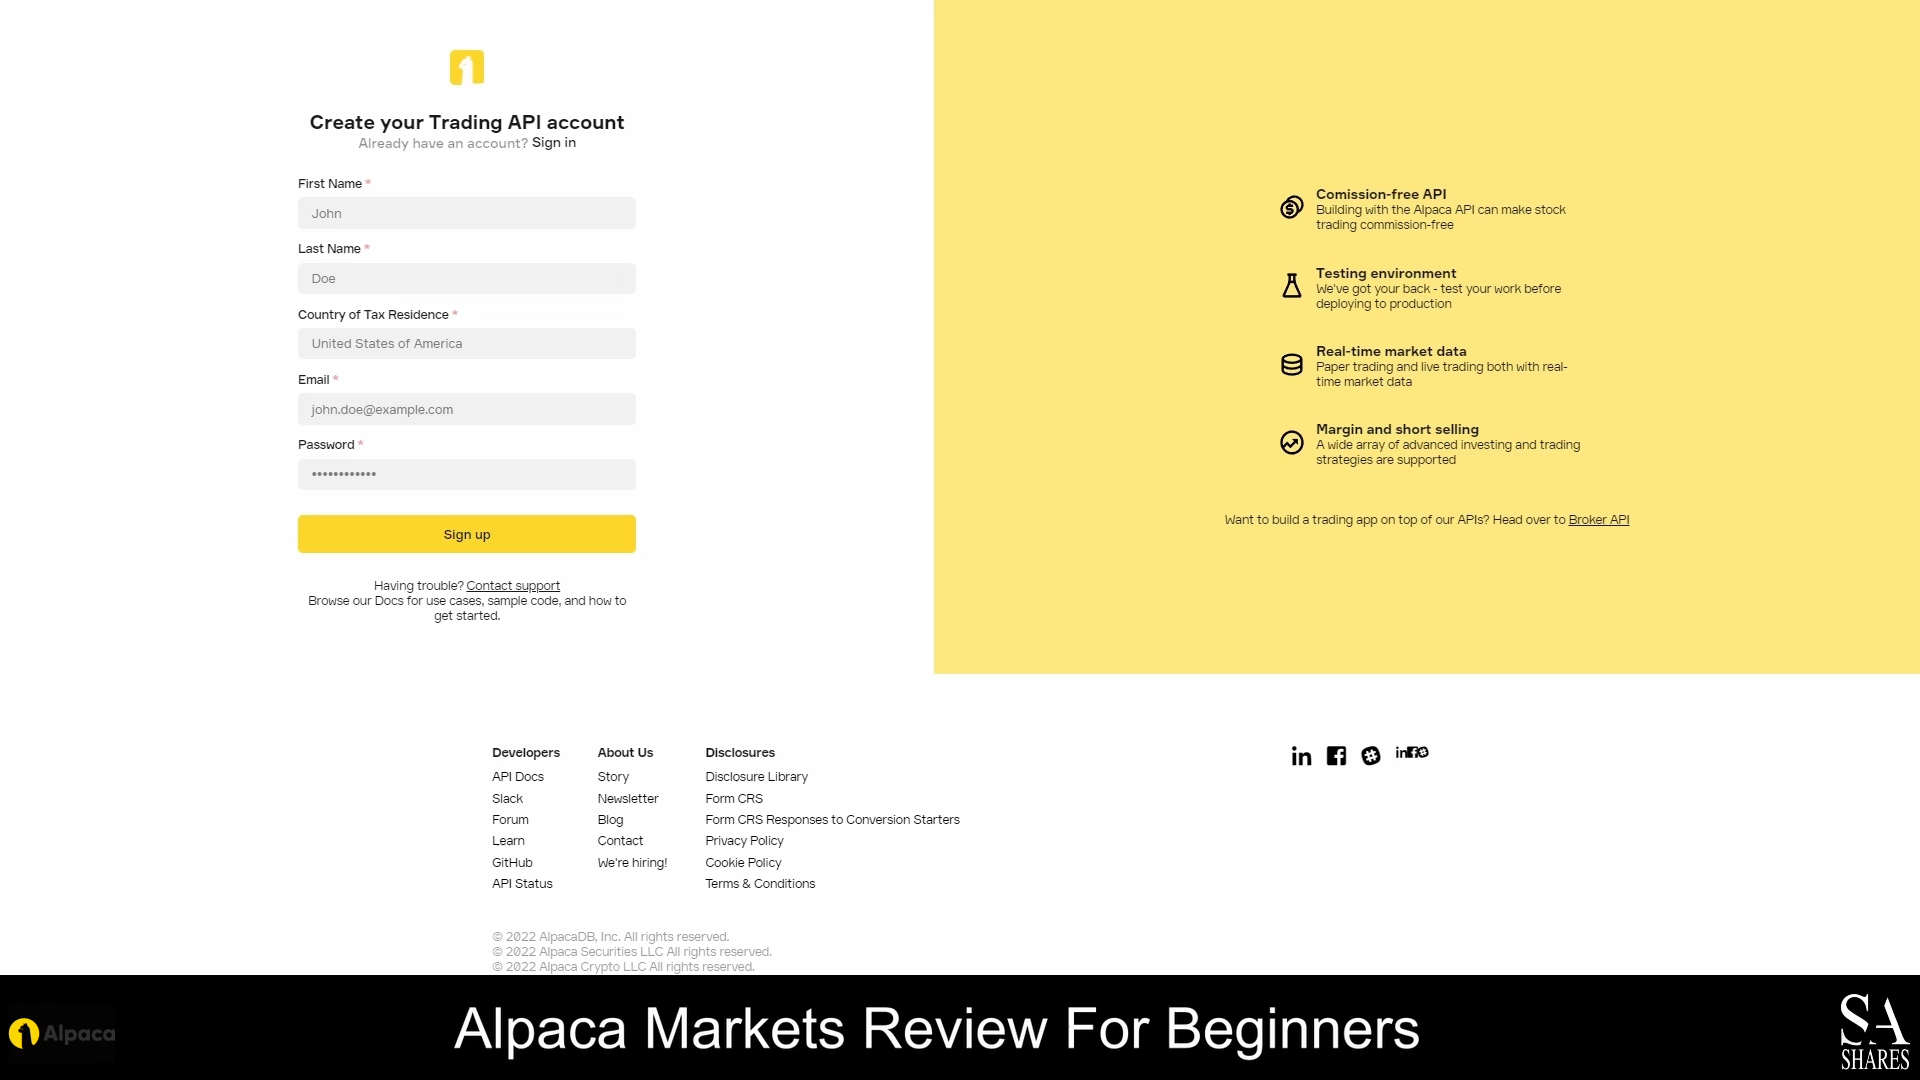 Create your Trading API account
Already have an account? Sign in
First Name *
John
Last Name *
Doe
Country of Tax Residence *
United States of America
Email *
john.doe@example.com
Password *
••••••••••••
Sign up
Having trouble? Contact support
Browse our Docs for use cases, sample code, and how to
get started.
Comission-free API
Building with the Alpaca API can make stock
trading commission-free
Testing environment
We've got your back - test your work before
deploying to production
Real-time market data
Paper trading and live trading both with real-
time market data
Margin and short selling
A wide array of advanced investing and trading
strategies are supported
Want to build a trading app on top of our APIs? Head over to Broker API
Developers
API Docs
Slack
Forum
Learn
GitHub
API Status
About Us
Story
Newsletter
Blog
Contact
We're hiring!
Disclosures
Disclosure Library
Form CRS
Form CRS Responses to Conversion Starters
Privacy Policy
Cookie Policy
Terms & Conditions
© 2022 AlpacaDB, Inc. All rights reserved.
© 2022 Alpaca Securities LLC All rights reserved.
© 2022 Alpaca Crypto LLC All rights reserved.
Alpaca
Alpaca Markets Review For Beginners
SA
SHARES